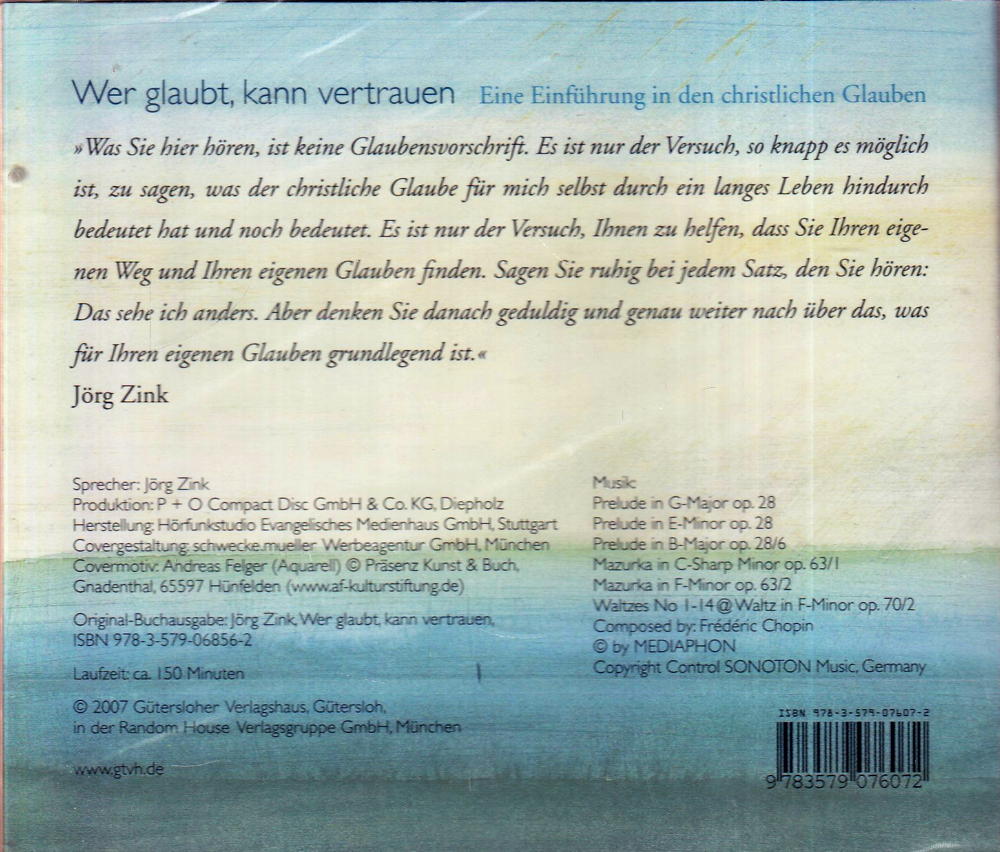 Wer glaubt, kann vertrauen Eine Einführung in den christlichen Glauben
»Was Sie hier hören, ist keine Glaubensvorschrift. Es ist nur der Versuch, so knapp es möglich
ist, zu sagen, was der christliche Glaube für mich selbst durch ein langes Leben hindurch
bedeutet hat und noch bedeutet. Es ist nur der Versuch, Ihnen zu helfen, dass Sie Ihren eige-
nen Weg und Ihren eigenen Glauben finden. Sagen Sie ruhig bei jedem Satz, den Sie hören:
Das sehe ich anders. Aber denken Sie danach geduldig und genau weiter nach über das, was
für Ihren eigenen Glauben grundlegend ist.«
Jörg Zink
Sprecher: Jörg Zink
Produktion: P + O Compact Disc GmbH & Co. KG, Diepholz
Herstellung: Hörfunkstudio Evangelisches Medienhaus GmbH, Stuttgart
Covergestaltung: schwecke.mueller Werbeagentur GmbH, München
Covermotiv: Andreas Felger (Aquarell) © Präsenz Kunst & Buch,
Gnadenthal, 65597 Hünfelden (www.af-kulturstiftung.de)
Original-Buchausgabe: Jörg Zink, Wer glaubt, kann vertrauen,
ISBN 978-3-579-06856-2
Laufzeit: ca. 150 Minuten
© 2007 Gütersloher Verlagshaus, Gütersloh,
in der Random House Verlagsgruppe GmbH, München
www.gtvh.de
Musik:
Prelude in G-Major op. 28
Prelude in E-Minor op. 28
Prelude in B-Major op. 28/6
Mazurka in C-Sharp Minor op. 63/1
Mazurka in F-Minor op. 63/2
Waltzes No 1-14@Waltz in F-Minor op. 70/2
Composed by: Frédéric Chopin
© by MEDIAPHON
Copyright Control SONOTON Music, Germany
ISBN 978-3-579-07607-2
9 783579 076072